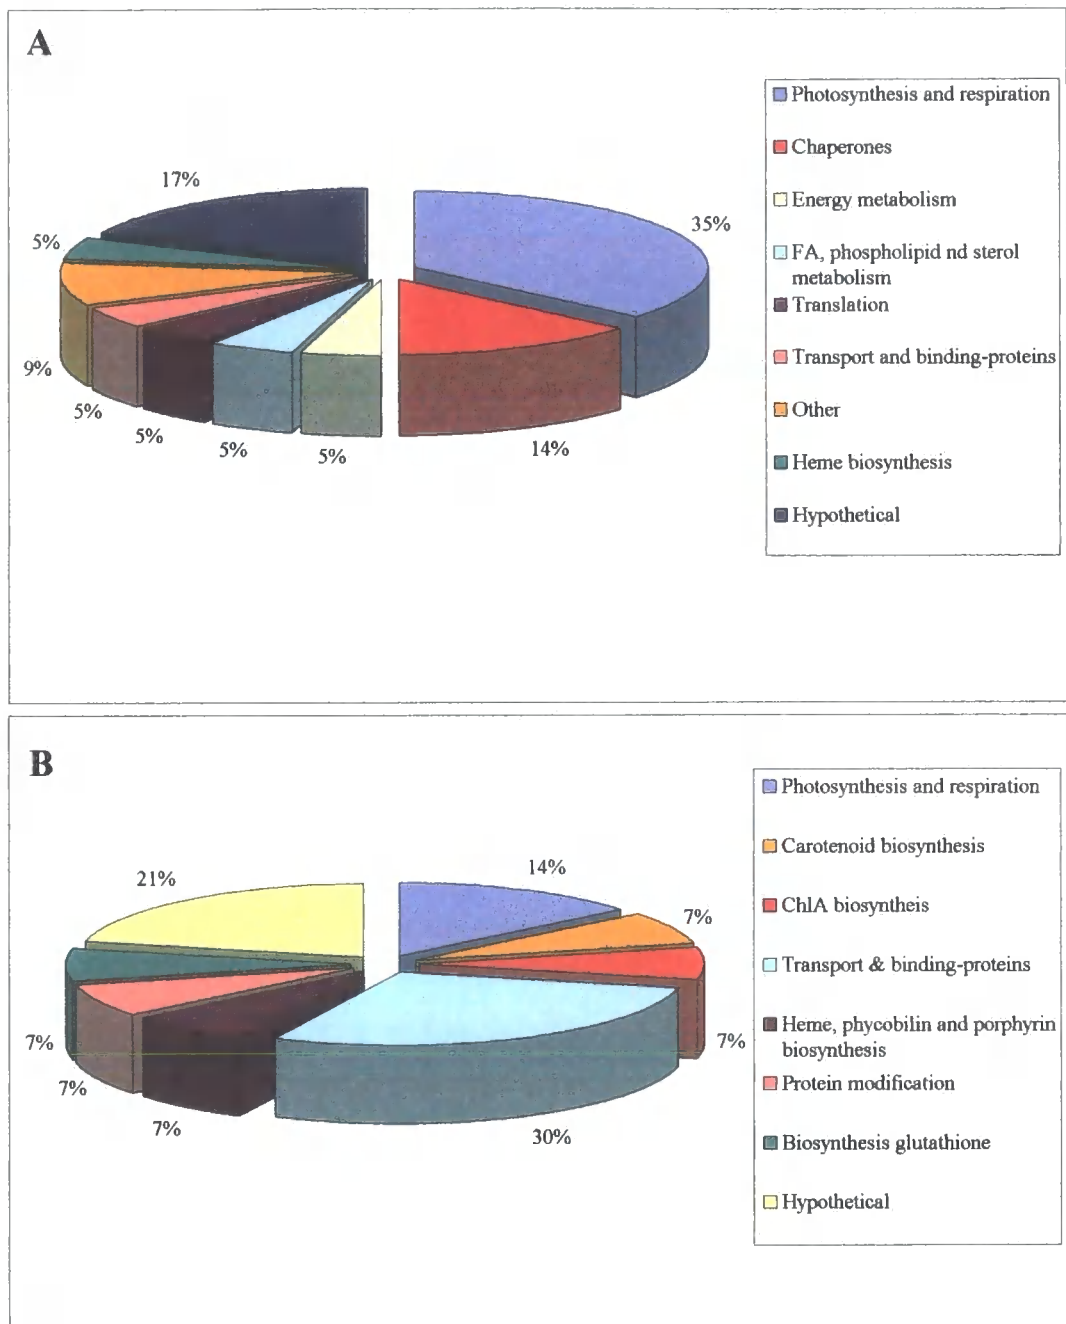 A
17%
5%
35%
9%
5%
5%
5%
5%
14%
Photosynthesis and respiration
Chaperones
Energy metabolism
FA, phospholipid nd sterol
metabolism
Translation
Transport and binding-proteins
Other
Heme biosynthesis
Hypothetical
B
21%
14%
7%
7%
7%
7%
7%
30%
Photosynthesis and respiration
Carotenoid biosynthesis
ChlA biosyntheis
Transport & binding-proteins
Heme, phycobilin and porphyrin
biosynthesis
Protein modification
Biosynthesis glutathione
Hypothetical